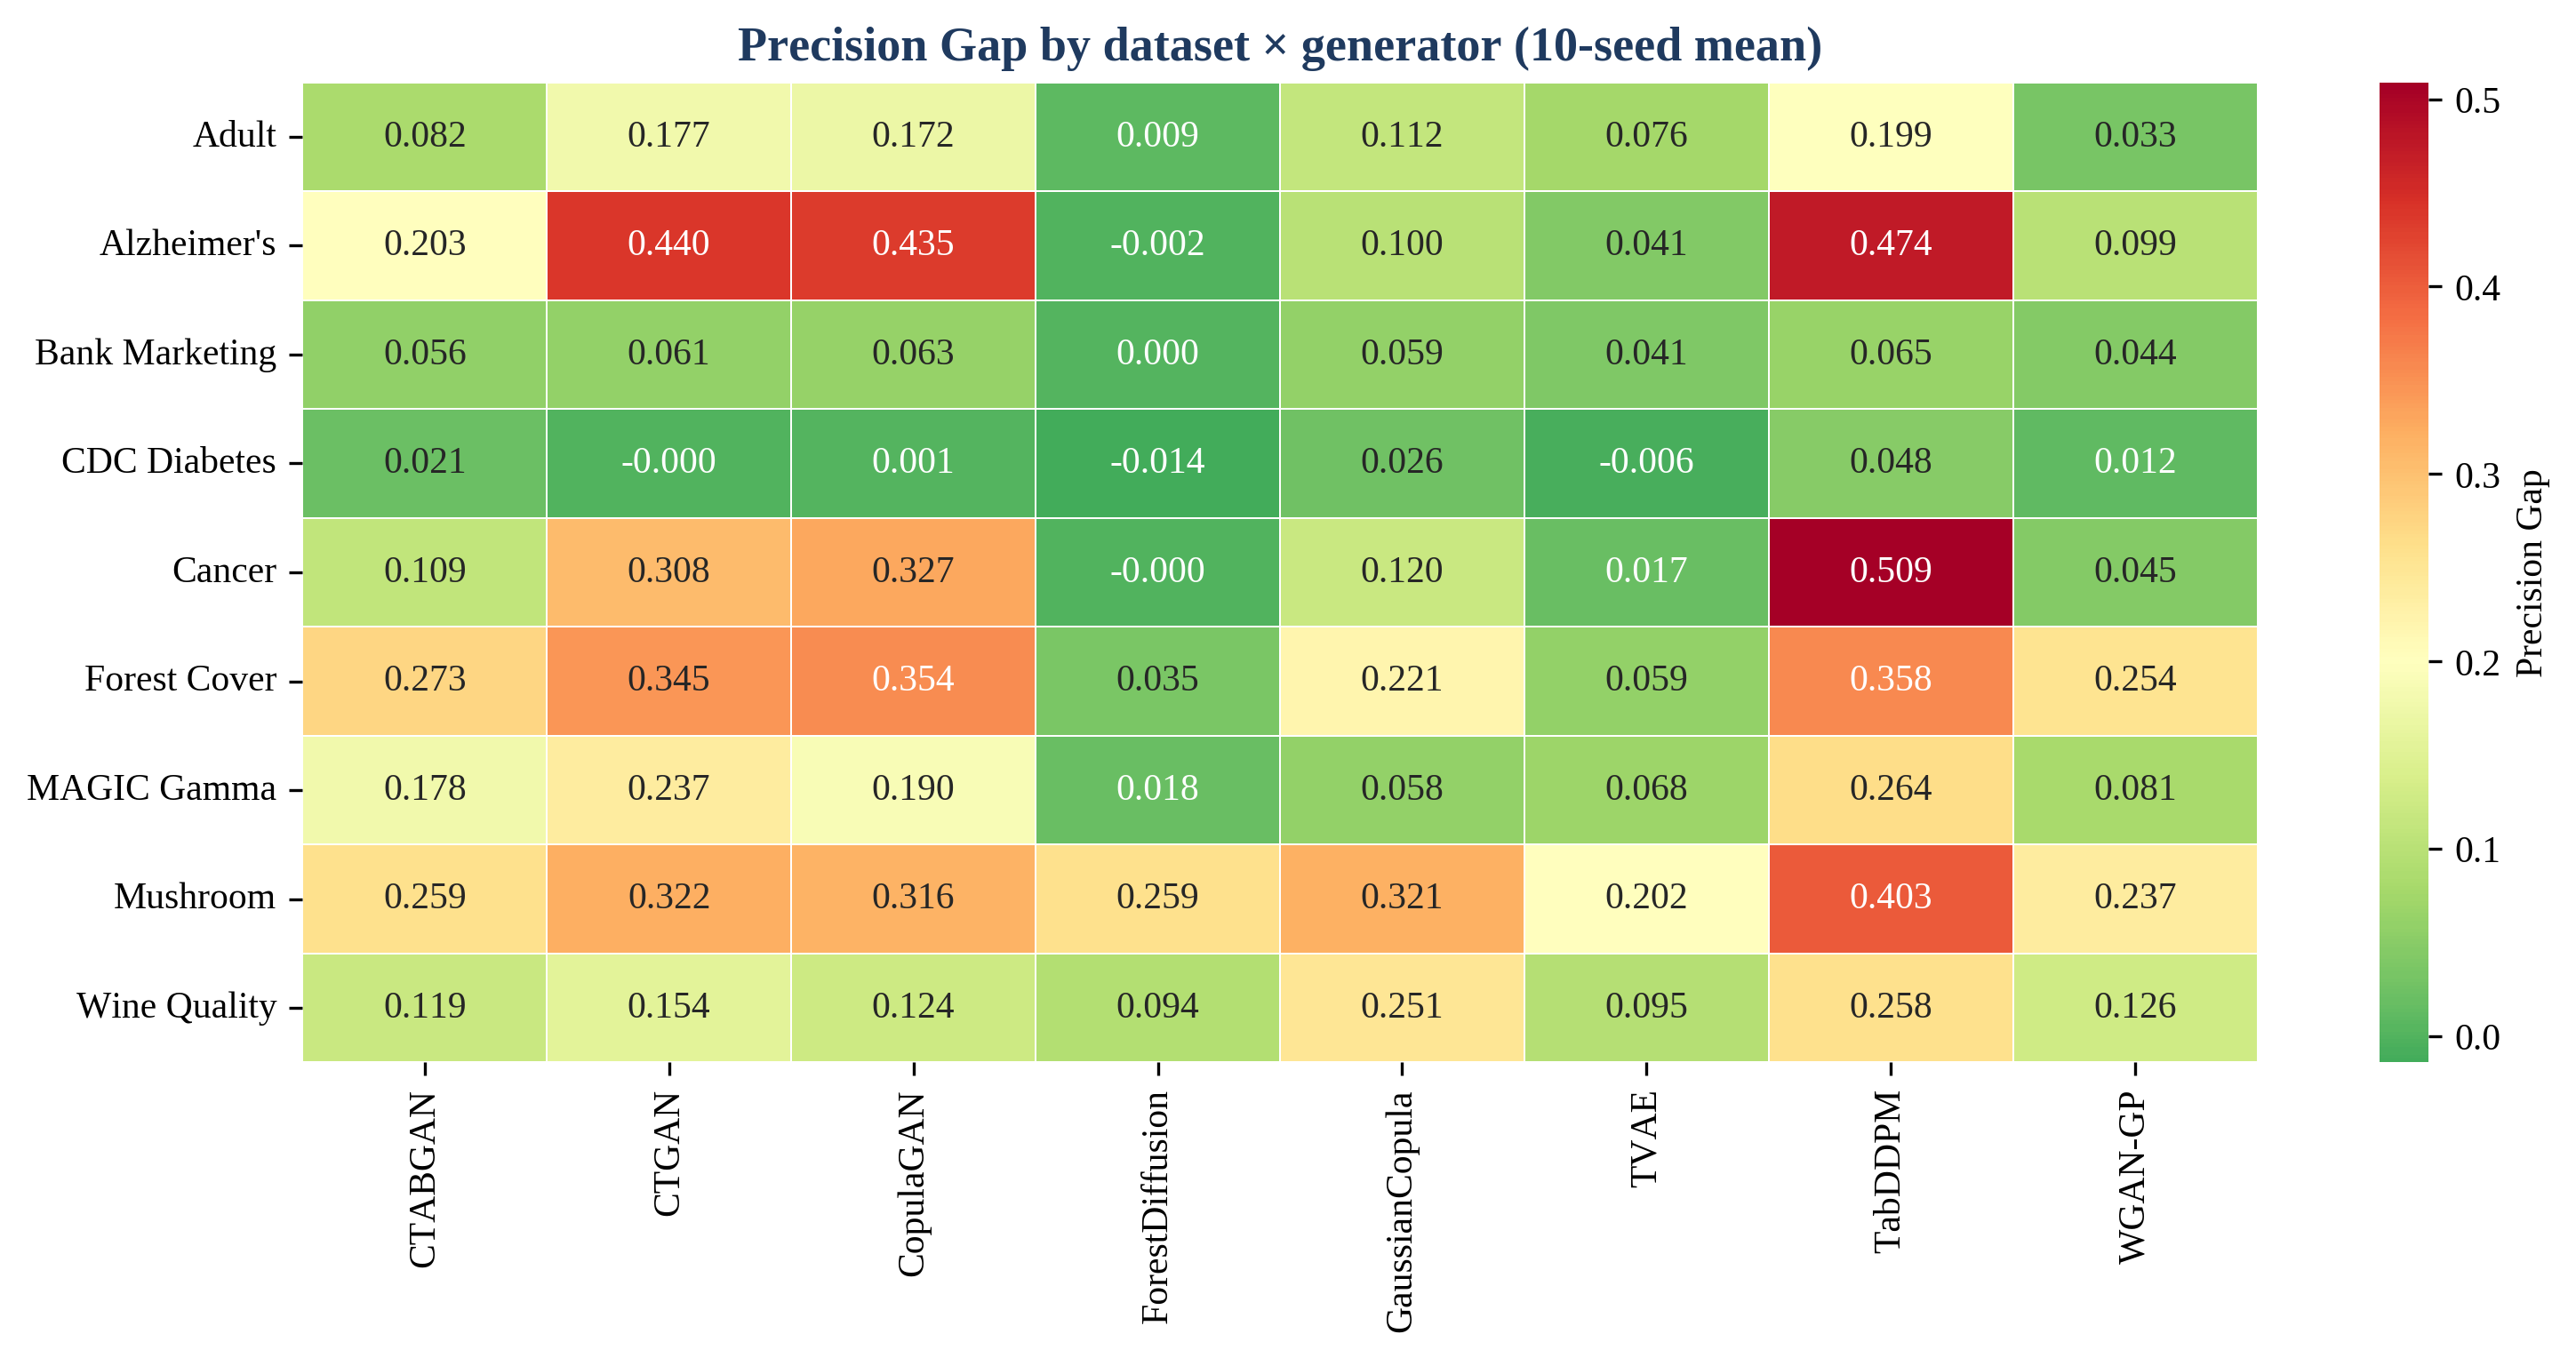 Precision Gap by dataset × generator (10-seed mean)
Adult 0.082 0.177 0.172 0.009 0.112 0.076 0.199 0.033
Alzheimer's 0.203 0.440 0.435 -0.002 0.100 0.041 0.474 0.099
Bank Marketing 0.056 0.061 0.063 0.000 0.059 0.041 0.065 0.044
CDC Diabetes 0.021 -0.000 0.001 -0.014 0.026 -0.006 0.048 0.012
Cancer 0.109 0.308 0.327 -0.000 0.120 0.017 0.509 0.045
Forest Cover 0.273 0.345 0.354 0.035 0.221 0.059 0.358 0.254
MAGIC Gamma 0.178 0.237 0.190 0.018 0.058 0.068 0.264 0.081
Mushroom 0.259 0.322 0.316 0.259 0.321 0.202 0.403 0.237
Wine Quality 0.119 0.154 0.124 0.094 0.251 0.095 0.258 0.126
CTABGAN
CTGAN
CopulaGAN
ForestDiffusion
GaussianCopula
TVAE
TabDDPM
WGAN-GP
0.5
0.4
0.3
0.2
0.1
0.0
Precision Gap